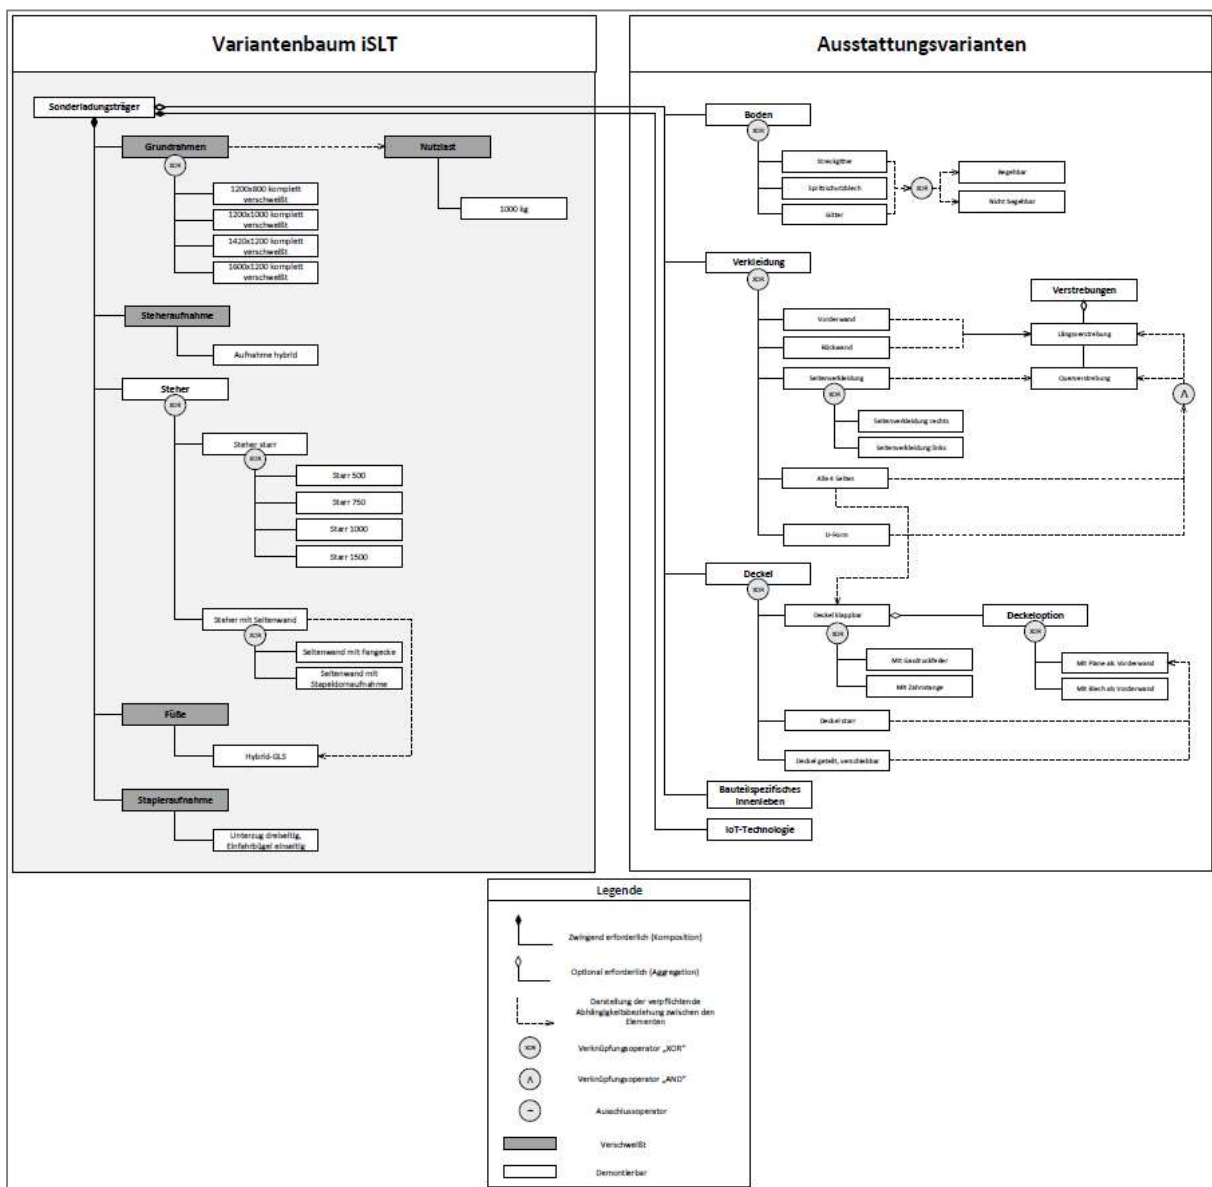 Variantenbaum iSLT
Sonderladungsträger
Grundrahmen
Nutzlast
XOR
1200x800 komplett
verschweißt
1200x1000 komplett
verschweißt
1420x1200 komplett
verschweißt
1600x1200 komplett
verschweißt
1000 kg
Steheraufnahme
Aufnahme hybrid
Steher
XOR
Steher starr
XOR
Starr 500
Starr 750
Starr 1000
Starr 1500
Steher mit Seitenwand
XOR
Seitenwand mit Fangecke
Seitenwand mit
Stapeldornaufnahme
Füße
Hybrid-GLS
Stapleraufnahme
Unterzug dreiseitig,
Einfahrbügel einseitig
Ausstattungsvarianten
Boden
XOR
Streckgitter
Spritzschutzblech
Gitter
XOR
Begehbar
Nicht begehbar
Verkleidung
XOR
Verstrebungen
Vorderwand
Längsverstrebung
Rückwand
Seitenverkleidung
Querverstrebung
XOR
Λ
Seitenverkleidung rechts
Seitenverkleidung links
Alle 4 Seiten
U-Form
Deckel
XOR
Deckel klappbar
Deckeloption
XOR
XOR
Mit Gasdruckfeder
Mit Zahnstange
Mit Plane als Vorderwand
Mit Blech als Vorderwand
Deckel starr
Deckel geteilt, verschiebbar
Bauteilspezifisches
Innenleben
IoT-Technologie
Legende
Zwingend erforderlich (Komposition)
Optional erforderlich (Aggregation)
Darstellung der verpflichtende
Abhängigkeitsbeziehung zwischen den
Elementen
XOR
Verknüpfungsoperator „XOR“
Λ
Verknüpfungsoperator „AND“
–
Ausschlussoperator
Verschweißt
Demontierbar